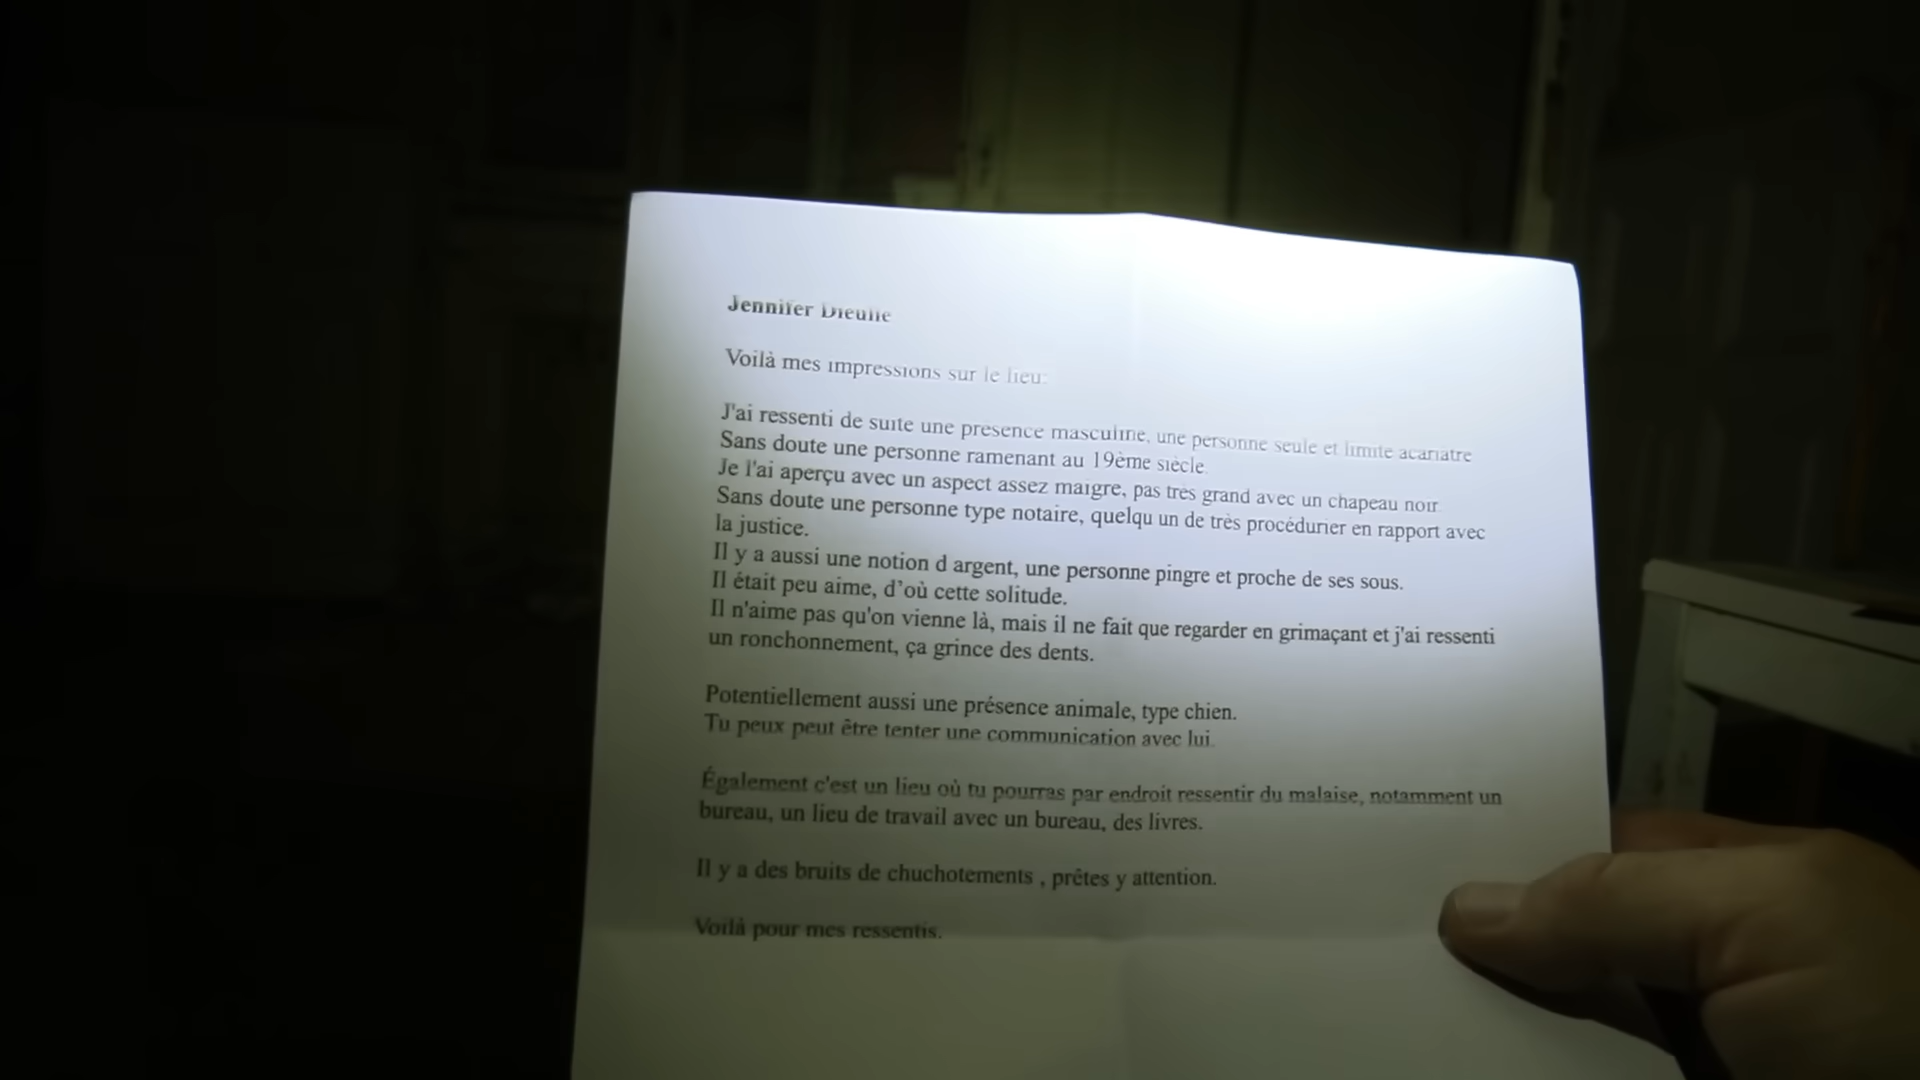 Jennifer
Voilà mes impressions sur le lieu:
J'ai ressenti de suite une presence masculine, une personne seule et limite acariatre
Sans doute une personne ramenant au 19ème siècle.
Je l'ai aperçu avec un aspect assez maigre, pas très grand avec un chapeau noir.
Sans doute une personne type notaire, quelqu un de très procédurier en rapport avec
la justice.
Il y a aussi une notion d argent, une personne pingre et proche de ses sous.
Il était peu aime, d'où cette solitude.
Il n'aime pas qu'on vienne là, mais il ne fait que regarder en grimaçant et j'ai ressenti
un ronchonnement, ça grince des dents.
Potentiellement aussi une présence animale, type chien.
Tu peux peut être tenter une communication avec lui.
Également c'est un lieu où tu pourras par endroit ressentir du malaise, notamment un
bureau, un lieu de travail avec un bureau, des livres.
Il y a des bruits de chuchotements , prêtes y attention.
Voilà pour mes ressentis.